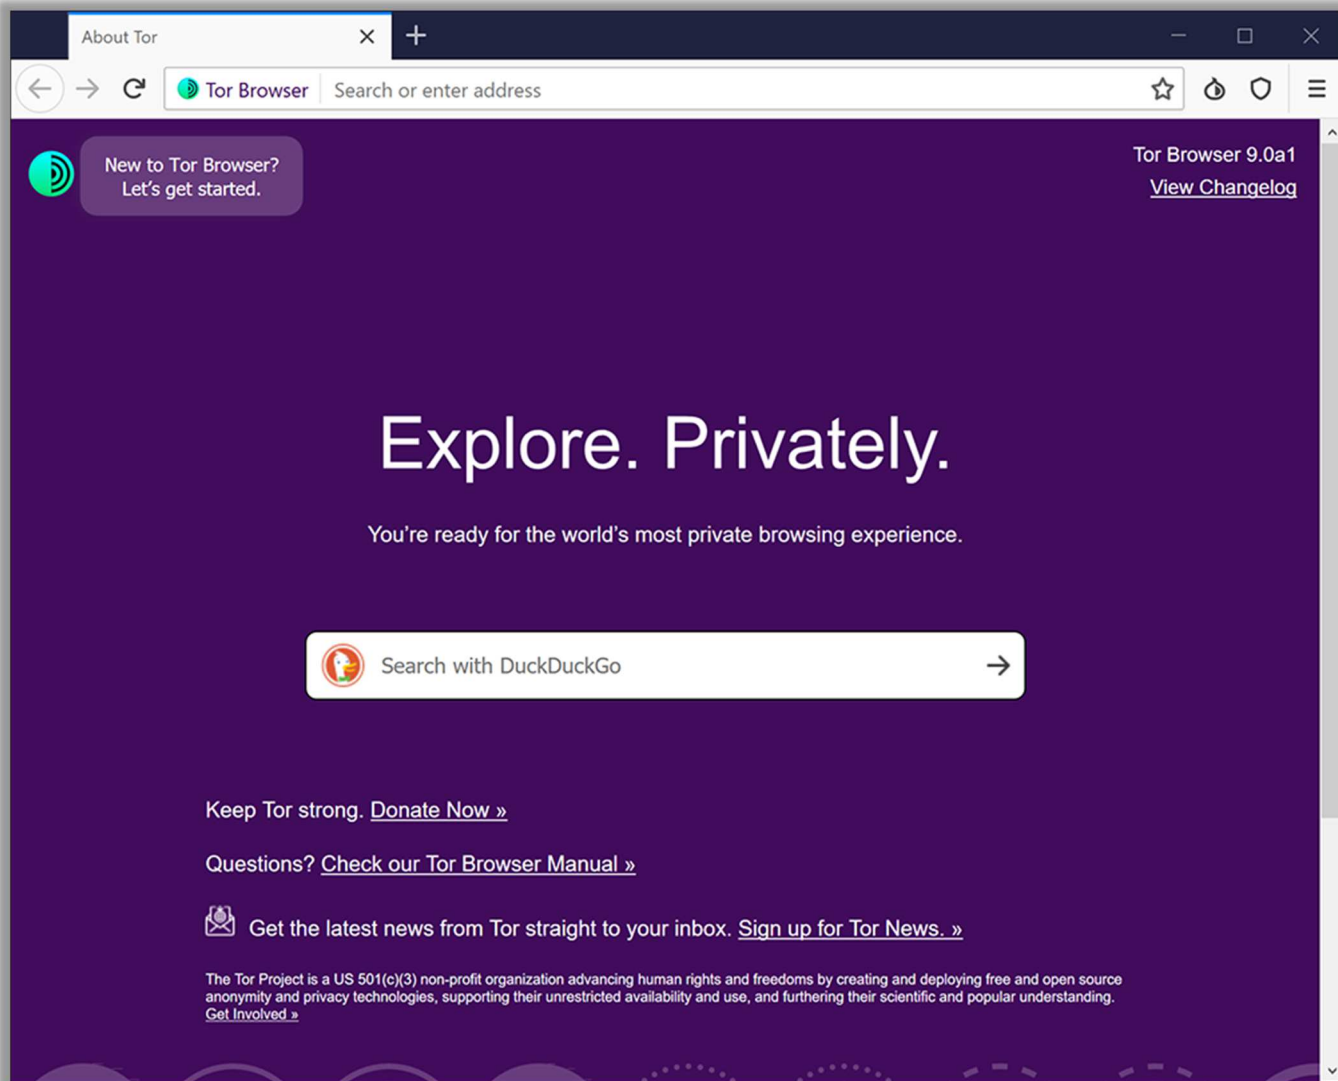 About Tor
Tor Browser
Search or enter address
New to Tor Browser?
Let's get started.
Tor Browser 9.0a1
View Changelog
Explore. Privately.
You're ready for the world's most private browsing experience.
Search with DuckDuckGo
Keep Tor strong. Donate Now »
Questions? Check our Tor Browser Manual »
Get the latest news from Tor straight to your inbox. Sign up for Tor News. »
The Tor Project is a US 501(c)(3) non-profit organization advancing human rights and freedoms by creating and deploying free and open source
anonymity and privacy technologies, supporting their unrestricted availability and use, and furthering their scientific and popular understanding.
Get Involved »